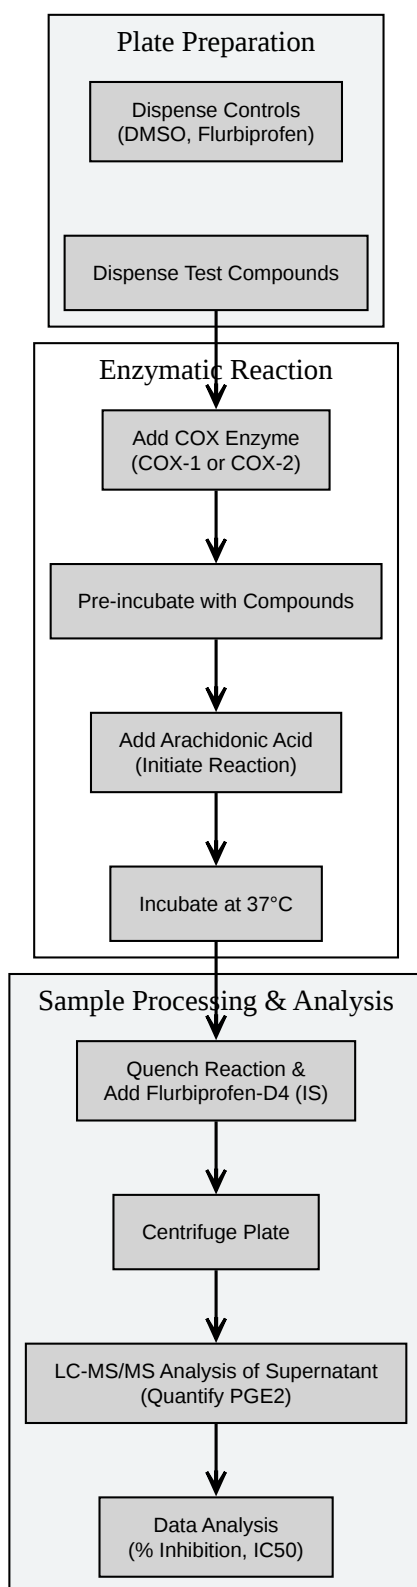 Plate Preparation
Dispense Controls
(DMSO, Flurbiprofen)
Dispense Test Compounds
Enzymatic Reaction
Add COX Enzyme
(COX-1 or COX-2)
Pre-incubate with Compounds
Add Arachidonic Acid
(Initiate Reaction)
Incubate at 37°C
Sample Processing & Analysis
Quench Reaction &
Add Flurbiprofen-D4 (IS)
Centrifuge Plate
LC-MS/MS Analysis of Supernatant
(Quantify PGE2)
Data Analysis
(% Inhibition, IC50)